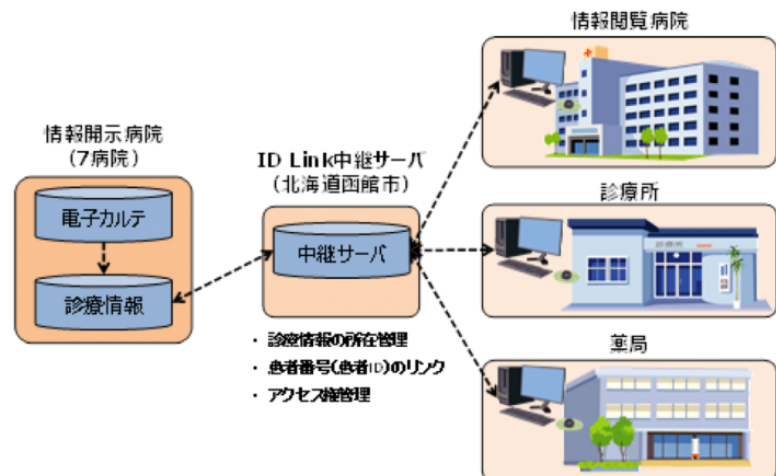 情報開示病院
(7病院)
電子カルテ
診療情報
ID Link中継サーバ
(北海道函館市)
中継サーバ
・ 診療情報の所在管理
・ 患者番号(患者ID)のリンク
・ アクセス権管理
情報閲覧病院
診療所
診療所
薬局